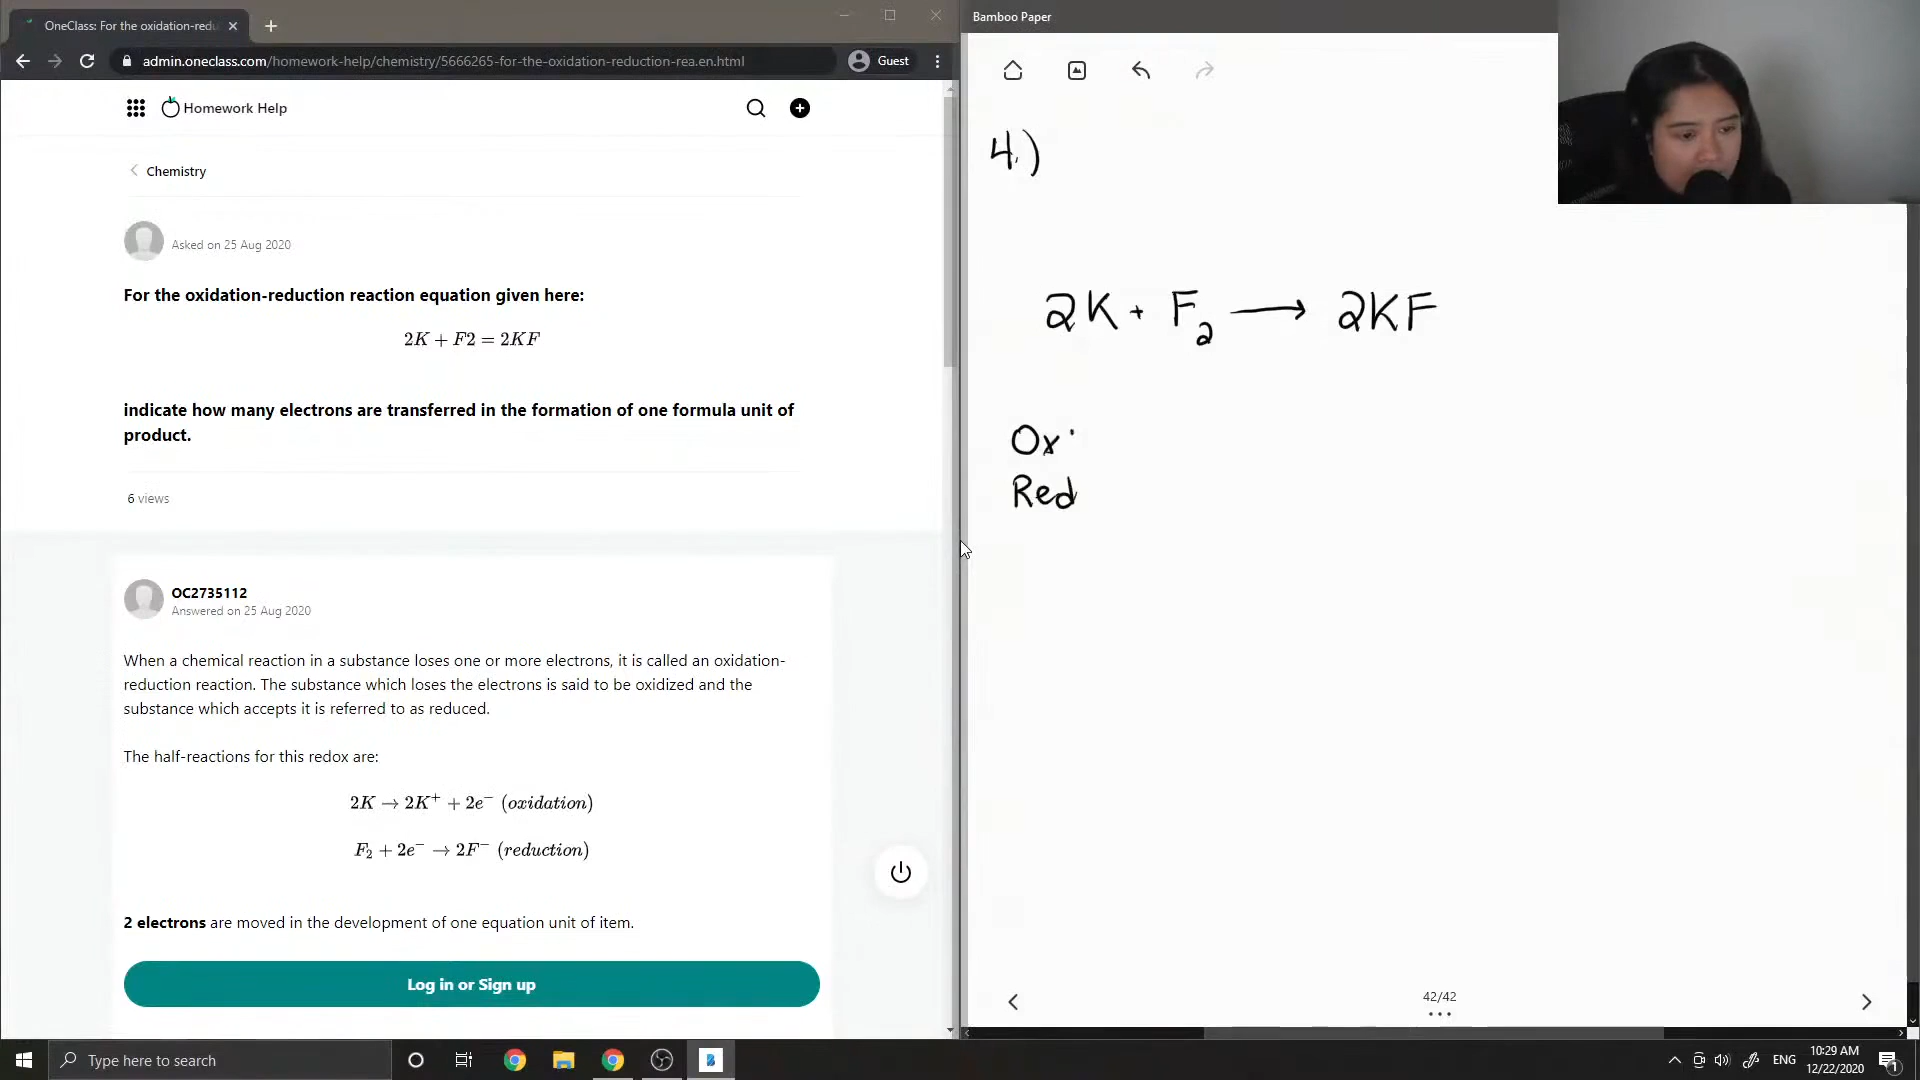 OneClass: For the oxidation-redu
admin.oneclass.com/homework-help/chemistry/5666265-for-the-oxidation-reduction-rea.en.html
Guest
Homework Help
Chemistry
Asked on 25 Aug 2020
For the oxidation-reduction reaction equation given here:
2K + F2 = 2KF
indicate how many electrons are transferred in the formation of one formula unit of
product.
6 views
OC2735112
Answered on 25 Aug 2020
When a chemical reaction in a substance loses one or more electrons, it is called an oxidation-
reduction reaction. The substance which loses the electrons is said to be oxidized and the
substance which accepts it is referred to as reduced.
The half-reactions for this redox are:
2K → 2K⁺ + 2e⁻ (oxidation)
F₂ + 2e⁻ → 2F⁻ (reduction)
2 electrons are moved in the development of one equation unit of item.
Log in or Sign up
Bamboo Paper
4.)
2K + F₂ → 2KF
Ox
Red
42/42
Type here to search
ENG
10:29 AM
12/22/2020
1